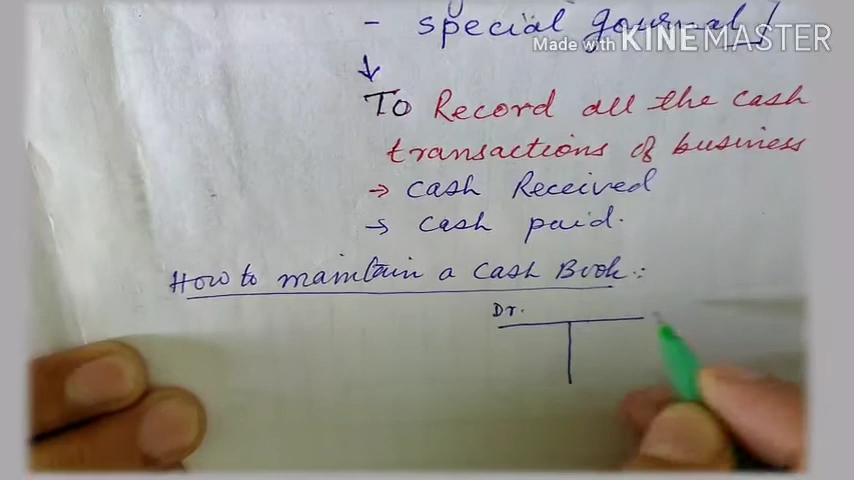 - special Journal/
Made with KINEMASTER
To Record all the cash
transactions of business
→ cash Received
→ cash paid.
How to maintain a Cash Book :
Dr.